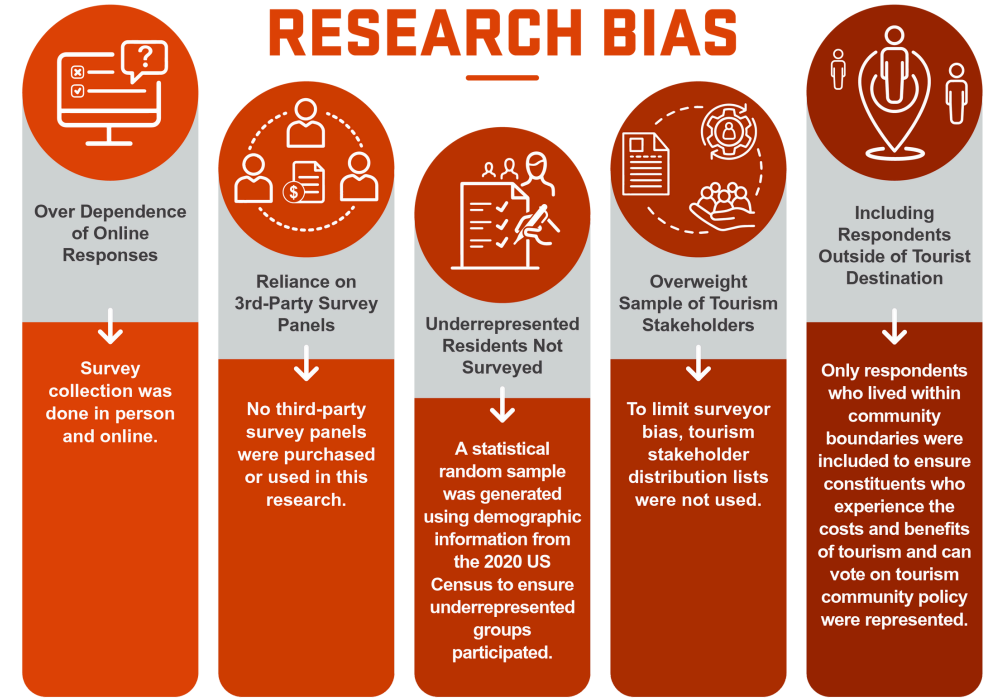 RESEARCH BIAS
?
Over Dependence
of Online
Responses
Survey
collection was
done in person
and online.
$
Reliance on
3rd-Party Survey
Panels
No third-party
survey panels
were purchased
or used in this
research.
Underrepresented
Residents Not
Surveyed
A statistical
random sample
was generated
using demographic
information from
the 2020 US
Census to ensure
underrepresented
groups
participated.
Overweight
Sample of Tourism
Stakeholders
To limit surveyor
bias, tourism
stakeholder
distribution lists
were not used.
Including
Respondents
Outside of Tourist
Destination
Only respondents
who lived within
community
boundaries were
included to ensure
constituents who
experience the
costs and benefits
of tourism and can
vote on tourism
community policy
were represented.